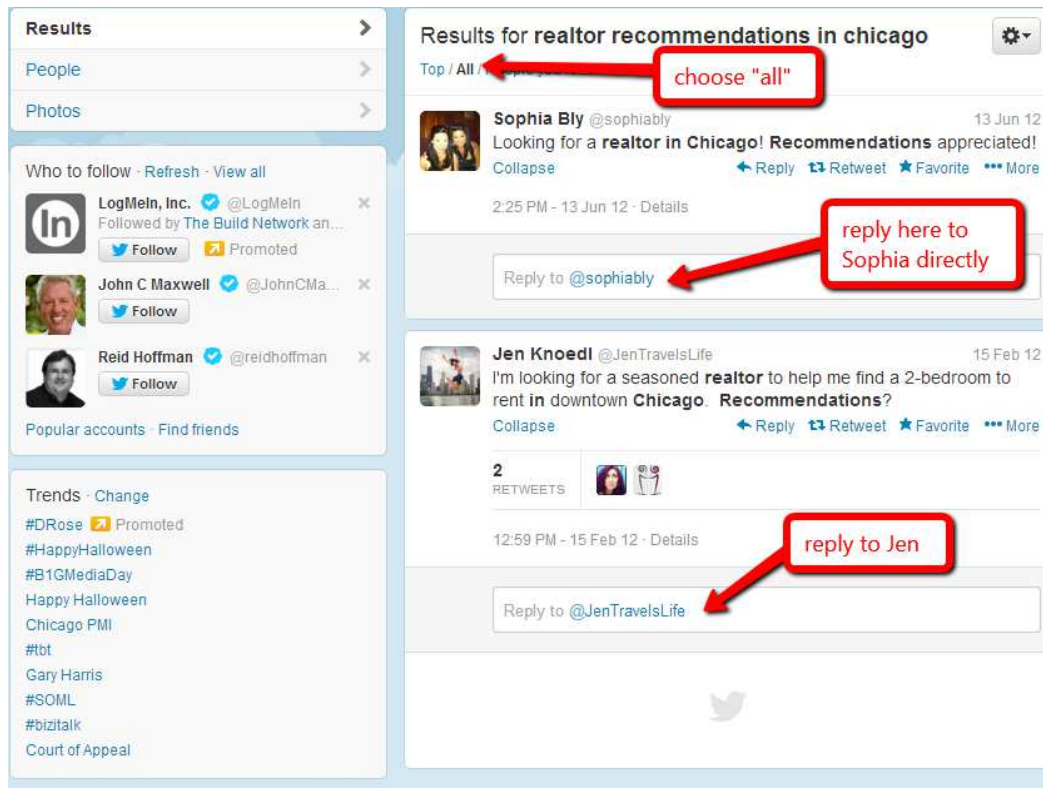 Results
People
Photos
Who to follow · Refresh · View all
LogMeIn, Inc. @LogMeIn
Followed by The Build Network an...
Follow Promoted
John C Maxwell @JohnCMa...
Follow
Reid Hoffman @reidhoffman
Follow
Popular accounts · Find friends
Trends · Change
#DRose Promoted
#HappyHalloween
#B1GMediaDay
Happy Halloween
Chicago PMI
#tbt
Gary Harris
#SOML
#bizitalk
Court of Appeal
Results for realtor recommendations in chicago
Top / All /
choose "all"
Sophia Bly @sophiably 13 Jun 12
Looking for a realtor in Chicago! Recommendations appreciated!
Collapse Reply Retweet Favorite More
2:25 PM - 13 Jun 12 · Details
reply here to
Sophia directly
Reply to @sophiably
Jen Knoedl @JenTravelsLife 15 Feb 12
I'm looking for a seasoned realtor to help me find a 2-bedroom to
rent in downtown Chicago. Recommendations?
Collapse Reply Retweet Favorite More
2
RETWEETS
12:59 PM - 15 Feb 12 · Details
reply to Jen
Reply to @JenTravelsLife
in